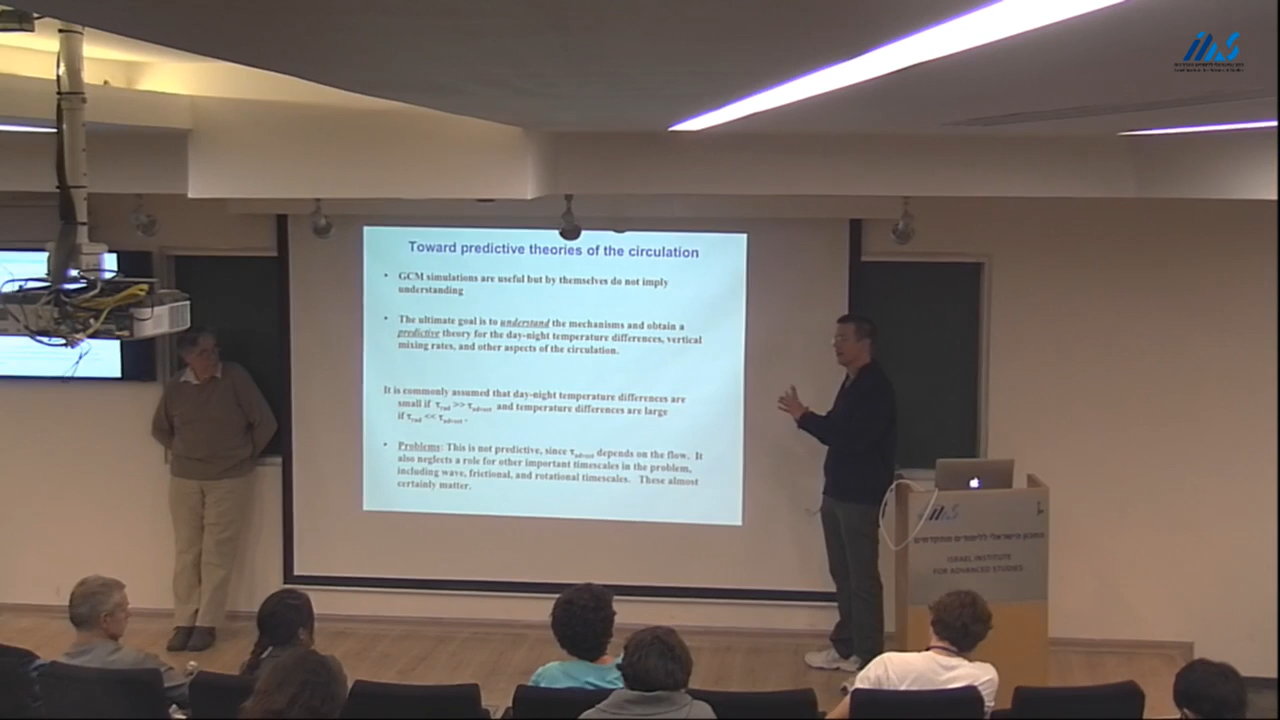 Toward predictive theories of the circulation
• GCM simulations are useful but by themselves do not imply
understanding
• The ultimate goal is to understand the mechanisms and obtain a
predictive theory for the day-night temperature differences, vertical
mixing rates, and other aspects of the circulation.
It is commonly assumed that day-night temperature differences are
small if τrad >> τadvect and temperature differences are large
if τrad << τadvect.
• Problems: This is not predictive, since τadvect depends on the flow. It
also neglects a role for other important timescales in the problem,
including wave, frictional, and rotational timescales. These almost
certainly matter.
המכון הישראלי ללימודים מתקדמים
ISRAEL INSTITUTE
FOR ADVANCED STUDIES